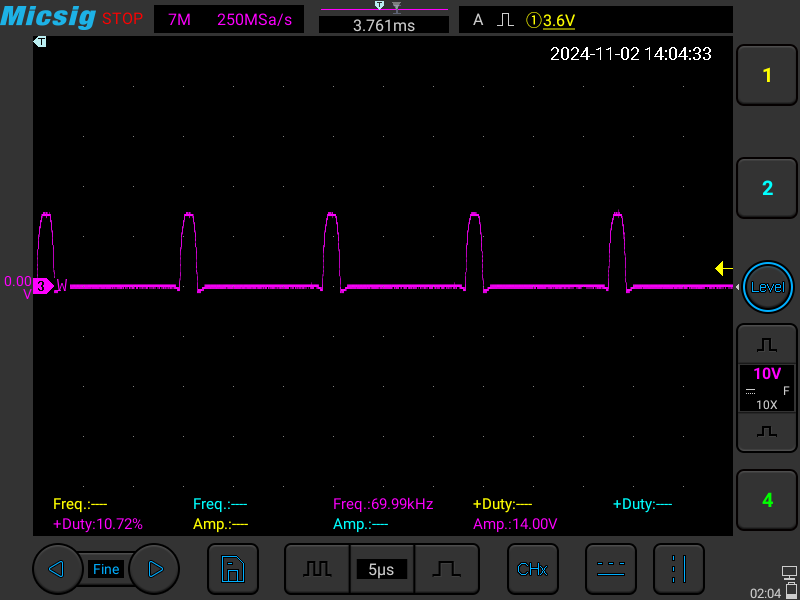 Micsig STOP 7M 250MSa/s 3.761ms A ①3.6V
T
2024-11-02 14:04:33
1
2
0.00 V
3
Level
10V
F
10X
Freq.:---- Freq.:---- Freq.:69.99kHz +Duty:---- +Duty:----
+Duty:10.72% Amp.:---- Amp.:---- Amp.:14.00V
4
Fine 5μs CHx
02:04